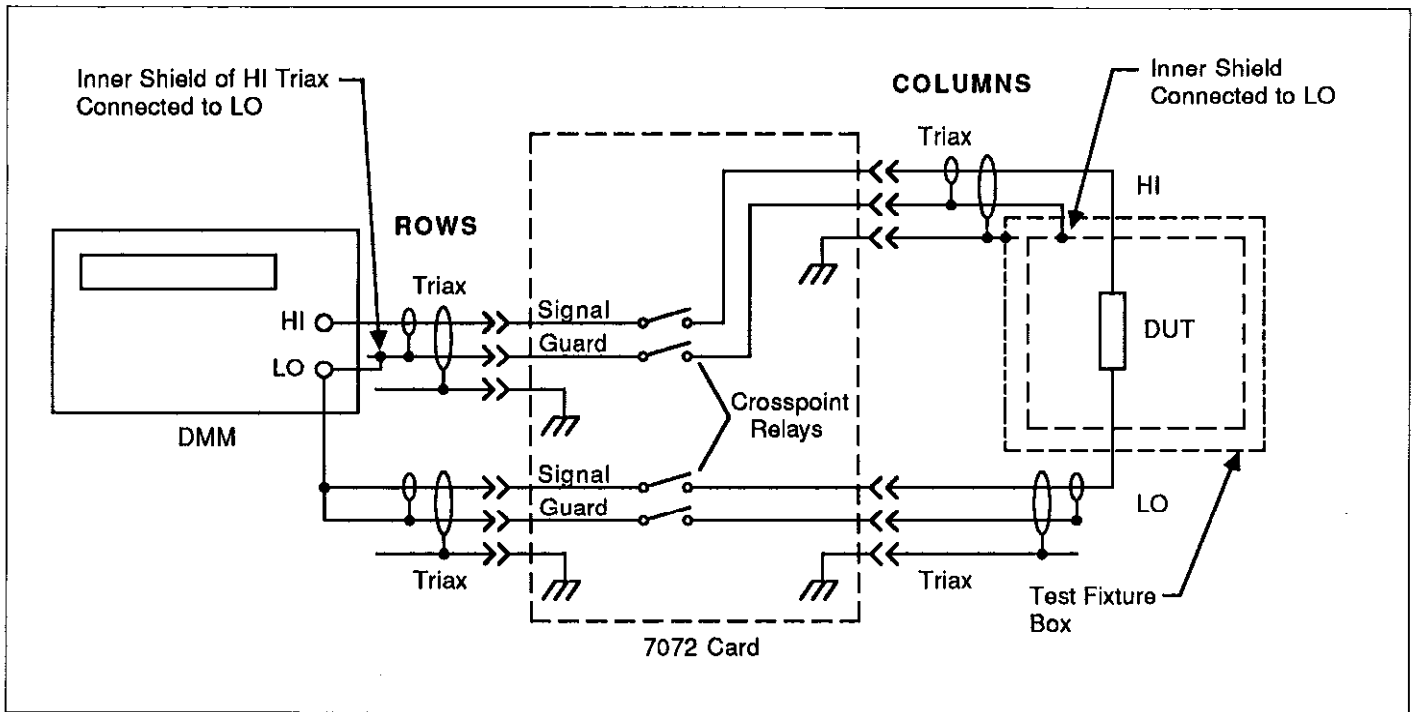 Inner Shield of HI Triax
Connected to LO
COLUMNS
Inner Shield
Connected to LO
Triax
HI
ROWS
Triax
HI
Signal
Guard
LO
DUT
DMM
Crosspoint
Relays
Signal
Guard
LO
Triax
Triax
Test Fixture
Box
7072 Card